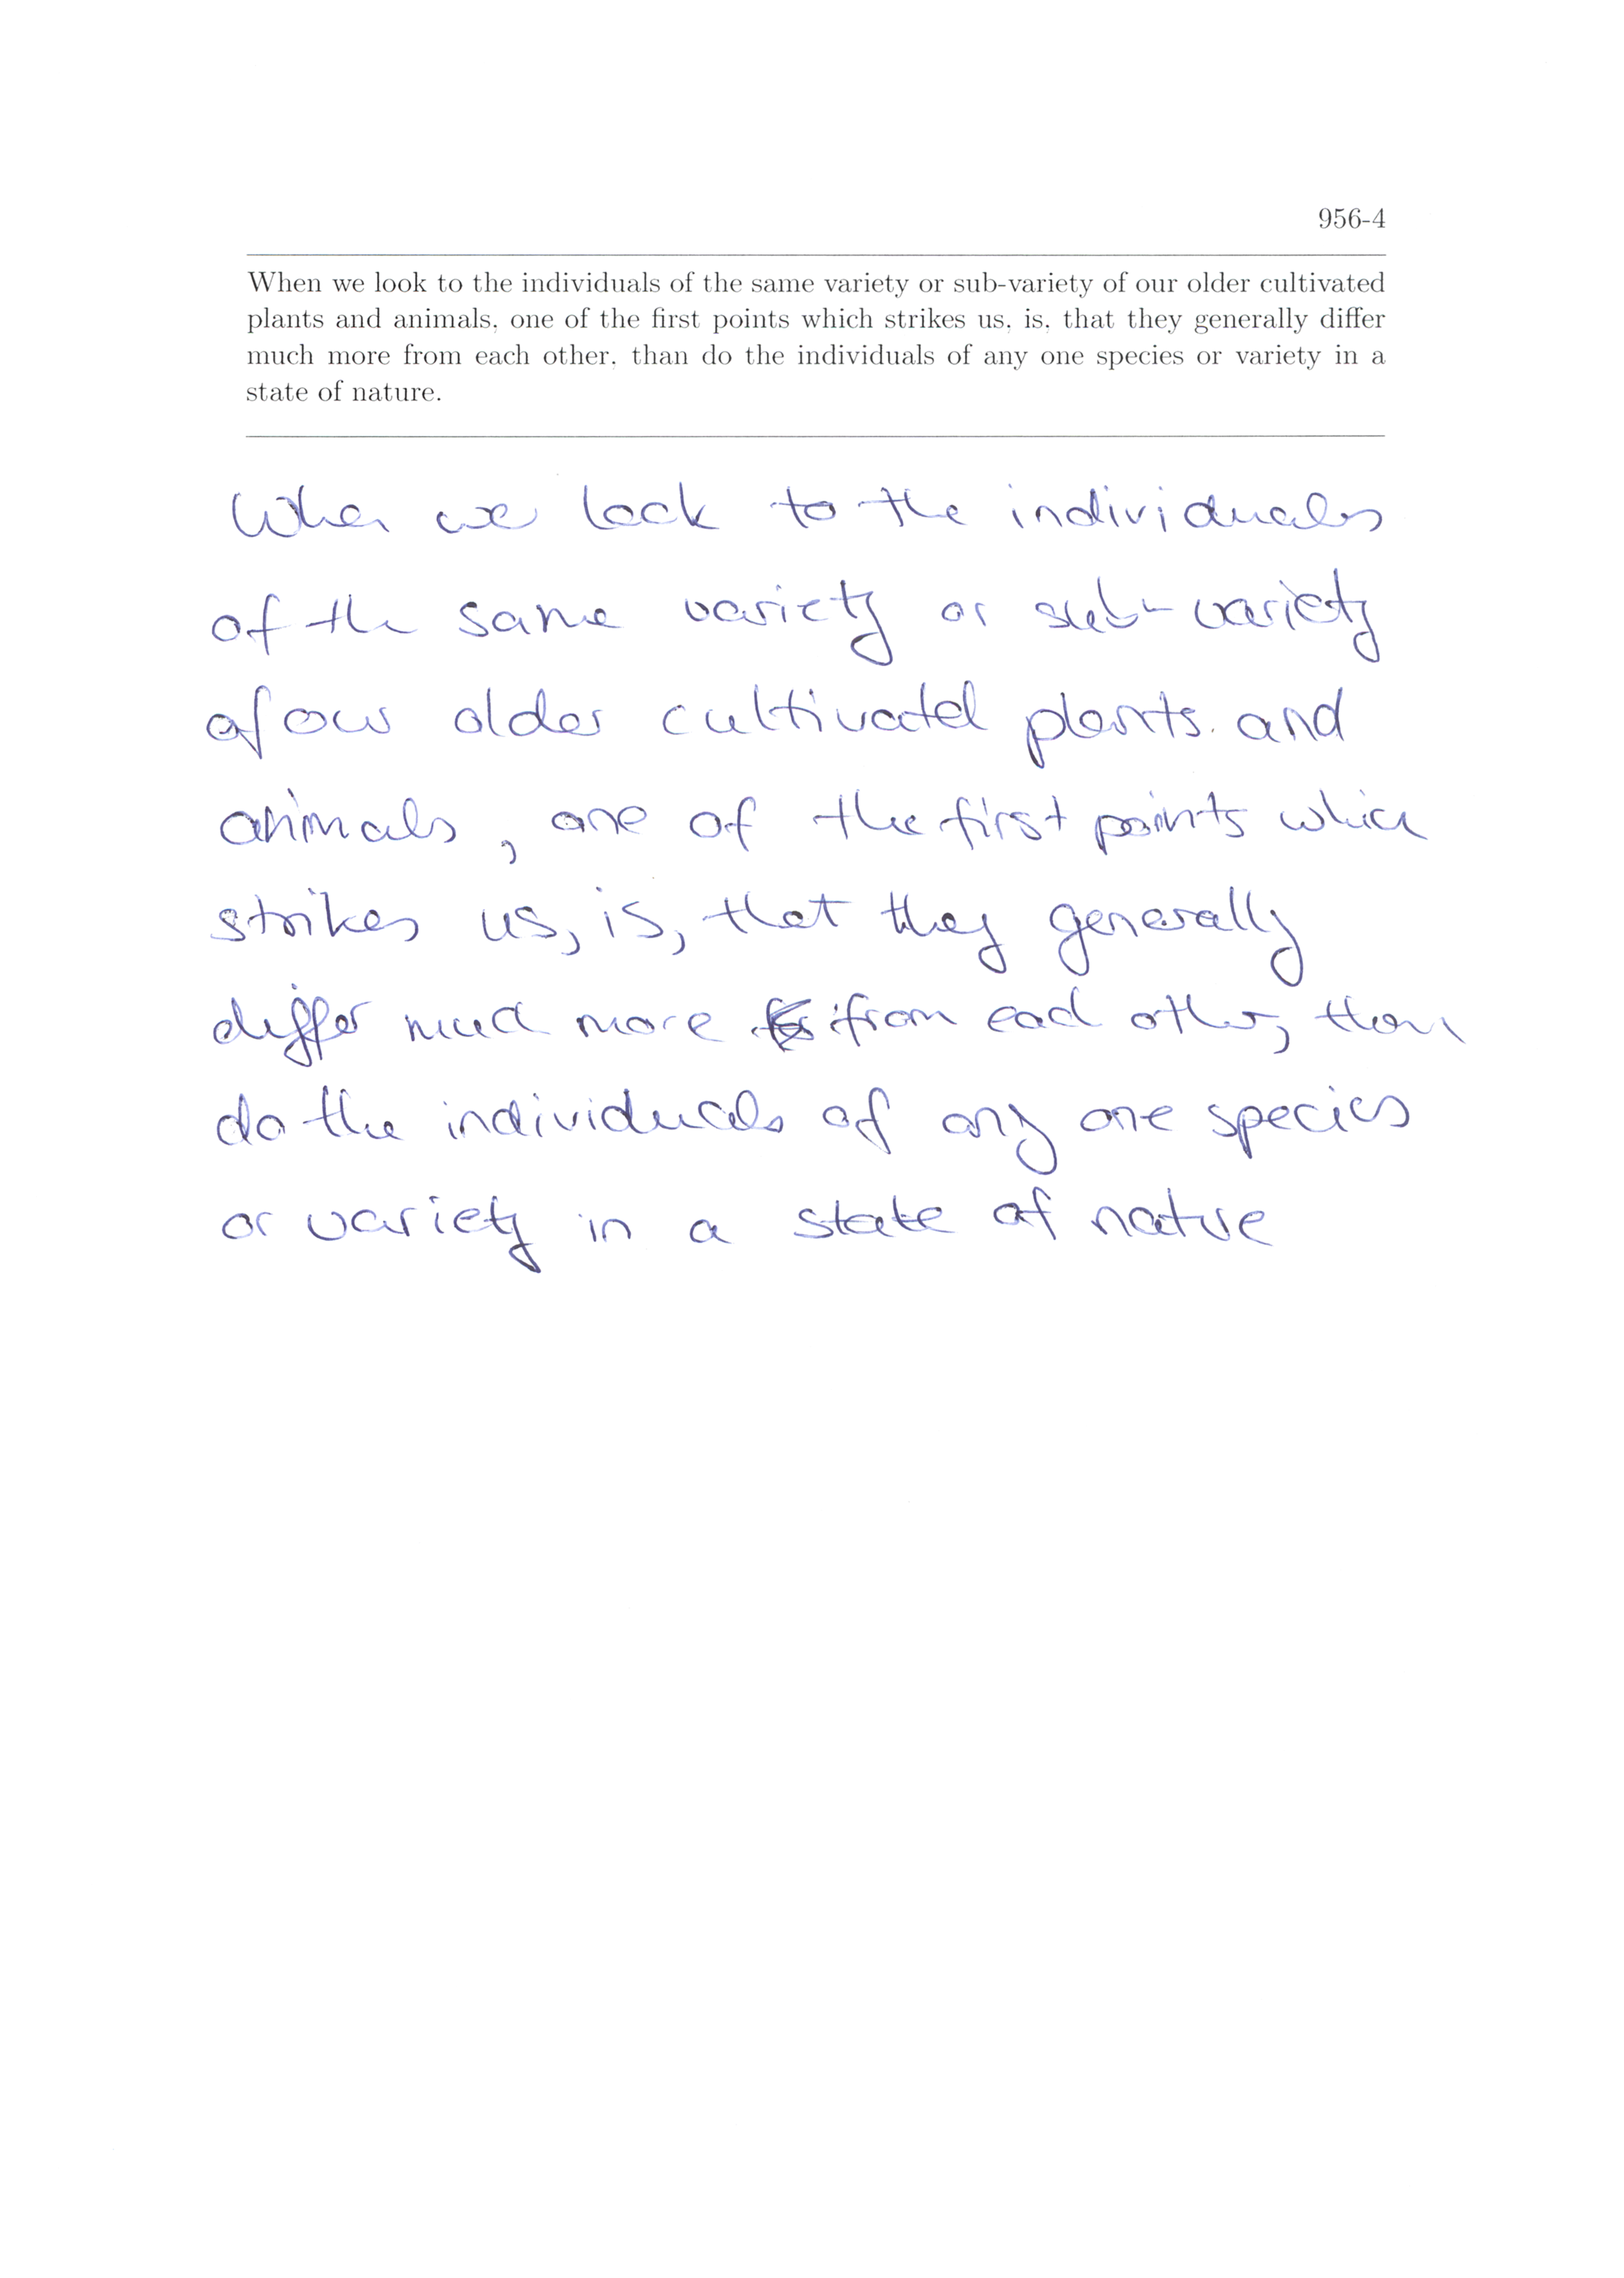 956-4
When we look to the individuals of the same variety or sub-variety of our older cultivated
plants and animals, one of the first points which strikes us, is, that they generally differ
much more from each other, than do the individuals of any one species or variety in a
state of nature.
When we look to the individuals
of the same variety or sub-variety
of our older cultivated plants and
animals, one of the first points which
strikes us, is, that they generally
differ much more from each other, than
do the individuals of any one species
or variety in a state of nature